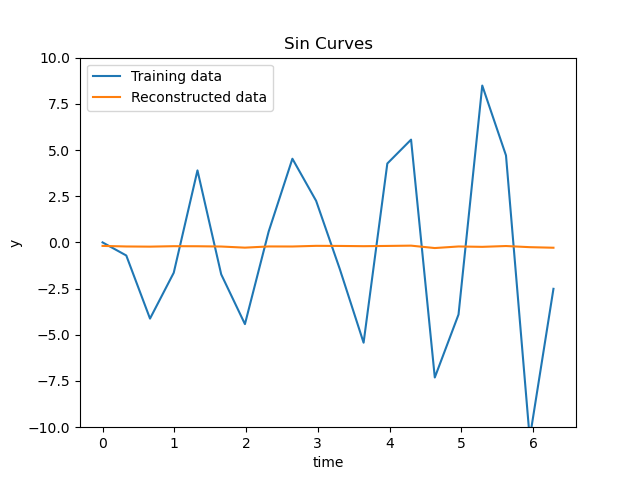 Sin Curves
Training data
Reconstructed data
10.0
7.5
5.0
2.5
0.0
−2.5
−5.0
−7.5
−10.0
y
0 1 2 3 4 5 6
time